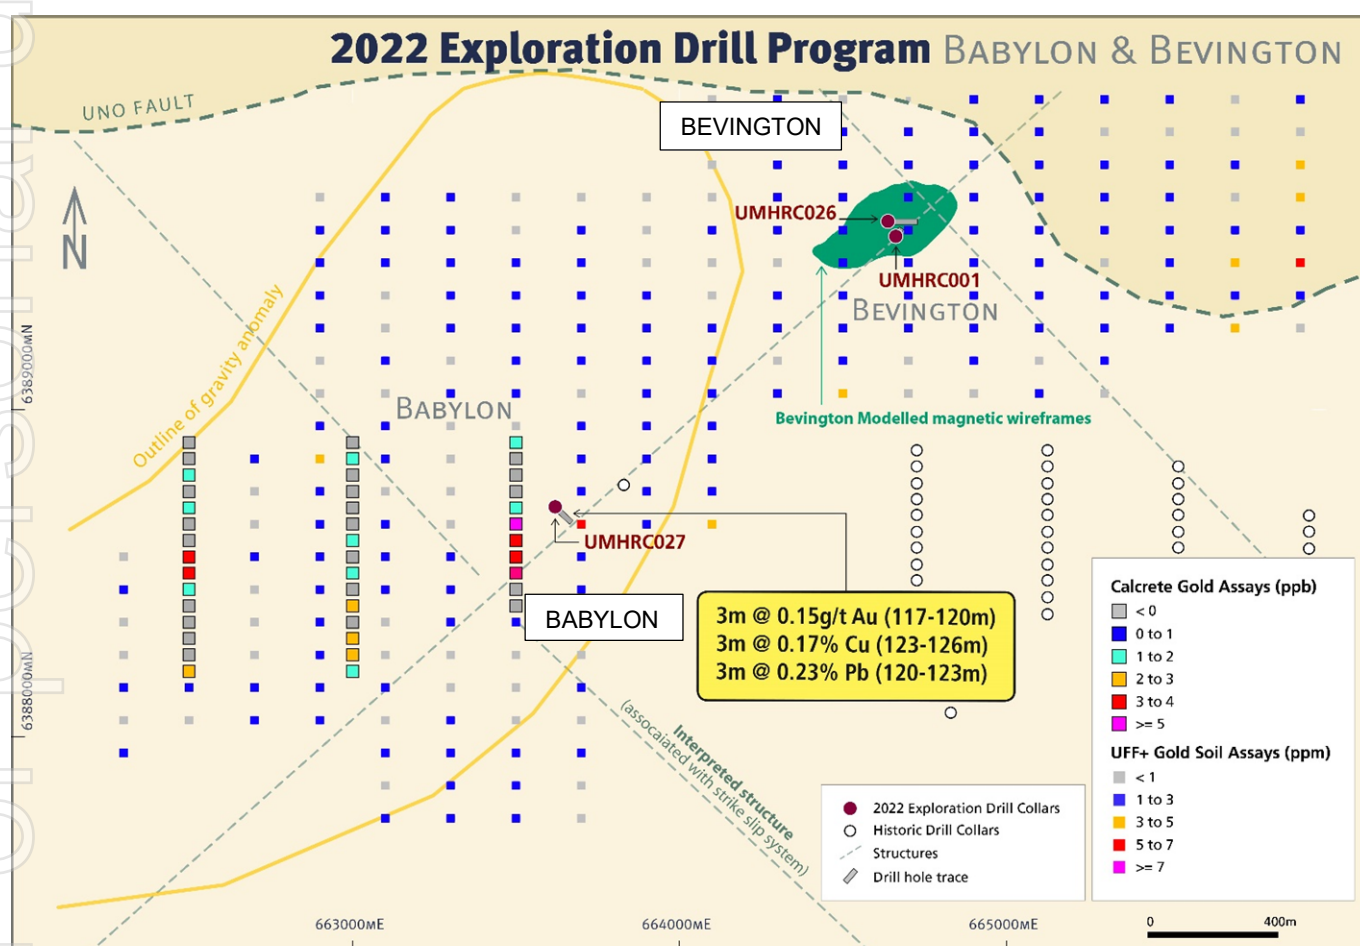 2022 Exploration Drill Program BABYLON & BEVINGTON
UNO FAULT
BEVINGTON
N
UMHRC026
UMHRC001
BEVINGTON
Outline of gravity anomaly
6389000mN
BABYLON
Bevington Modelled magnetic wireframes
UMHRC027
BABYLON
3m @ 0.15g/t Au (117-120m)
3m @ 0.17% Cu (123-126m)
3m @ 0.23% Pb (120-123m)
6388000mN
Interpreted structure
(assocaiated with strike slip system)
Calcrete Gold Assays (ppb)
< 0
0 to 1
1 to 2
2 to 3
3 to 4
>= 5
UFF+ Gold Soil Assays (ppm)
< 1
1 to 3
3 to 5
5 to 7
>= 7
2022 Exploration Drill Collars
Historic Drill Collars
Structures
Drill hole trace
663000mE
664000mE
665000mE
0 400m